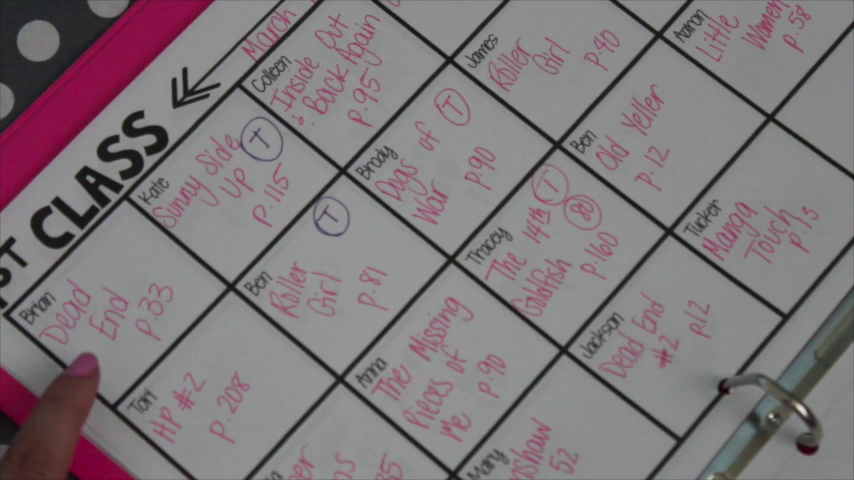 ST CLASS
March
Brian
Dead
End
p.33
Kate
Sunny Side
Up
p.115
T
Colleen
Inside Out
& Back Again
p.95
Tori
HP #2
p.208
Ben
T
Roller
Girl
p.81
Brody
T
Dogs of
War
p.90
James
Roller
Girl
p.40
Anna
The Missing
Pieces of
Me
p.90
Thacey
T
The 14th
Goldfish
p.160
Ben
Old Yeller
p.12
Aaron
Little
Women
p.58
Mary
52
Jackson
Dead End
#2
p.12
Tucker
Manga
Touch
p.13